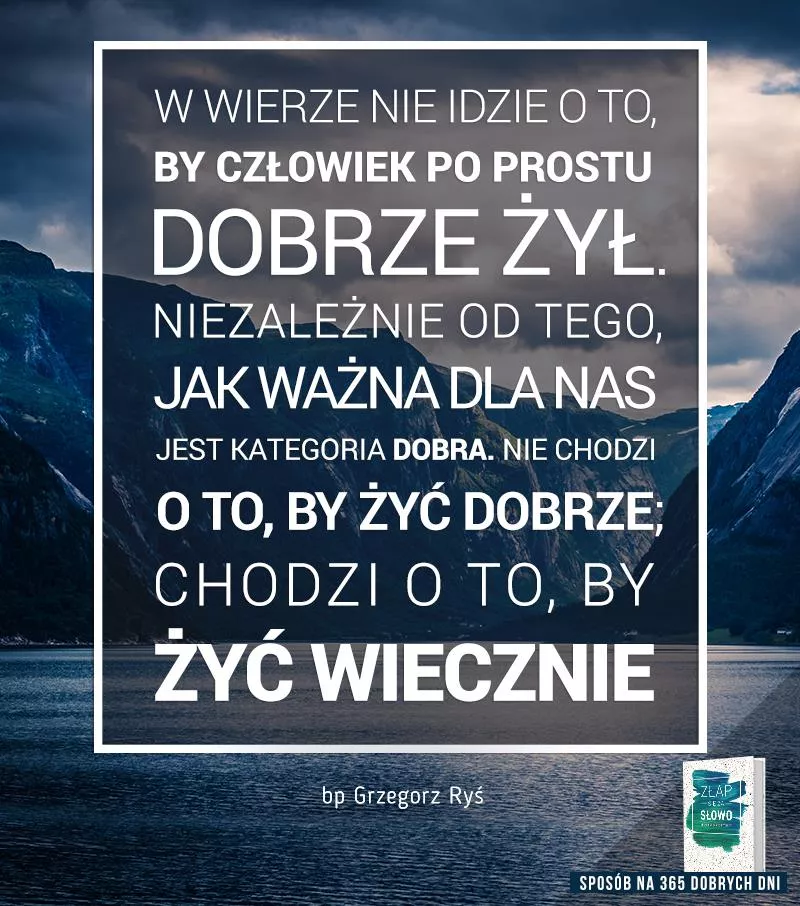 W WIERZE NIE IDZIE O TO,
BY CZŁOWIEK PO PROSTU
DOBRZE ŻYŁ.
NIEZALEŻNIE OD TEGO,
JAK WAŻNA DLA NAS
JEST KATEGORIA DOBRA. NIE CHODZI
O TO, BY ŻYĆ DOBRZE;
CHODZI O TO, BY
ŻYĆ WIECZNIE
bp Grzegorz Ryś
ZŁAP
SŁOWO
SPOSÓB NA 365 DOBRYCH DNI